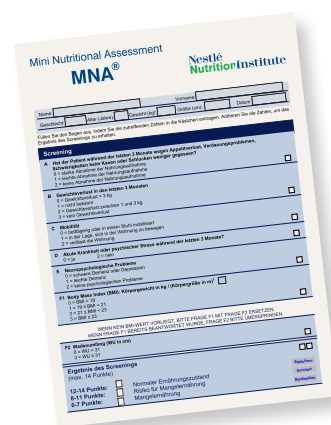 Mini Nutritional Assessment
MNA®
Nestlé
NutritionInstitute
Name:
Vorname:
Geschlecht:
Alter (Jahre):
Gewicht (kg):
Größe (cm):
Datum:
Füllen Sie den Bogen aus, indem Sie die zutreffenden Zahlen in die Kästchen eintragen. Addieren Sie die Zahlen, um das
Ergebnis des Screenings zu erhalten.
Screening
A Hat der Patient während der letzten 3 Monate wegen Appetitverlust, Verdauungsproblemen,
Schwierigkeiten beim Kauen oder Schlucken weniger gegessen?
0 = starke Abnahme der Nahrungsaufnahme
1 = leichte Abnahme der Nahrungsaufnahme
2 = keine Abnahme der Nahrungsaufnahme
B Gewichtsverlust in den letzten 3 Monaten
0 = Gewichtsverlust > 3 kg
1 = nicht bekannt
2 = Gewichtsverlust zwischen 1 und 3 kg
3 = kein Gewichtsverlust
C Mobilität
0 = bettlägerig oder in einem Stuhl mobilisiert
1 = in der Lage, sich in der Wohnung zu bewegen
2 = verlässt die Wohnung
D Akute Krankheit oder psychischer Stress während der letzten 3 Monate?
0 = ja 2 = nein
E Neuropsychologische Probleme
0 = schwere Demenz oder Depression
1 = leichte Demenz
2 = keine psychologischen Probleme
F1 Body Mass Index (BMI): Körpergewicht in kg / (Körpergröße in m)²
0 = BMI < 19
1 = 19 ≤ BMI < 21
2 = 21 ≤ BMI < 23
3 = BMI ≥ 23
WENN KEIN BMI-WERT VORLIEGT, BITTE FRAGE F1 MIT FRAGE F2 ERSETZEN.
WENN FRAGE F1 BEREITS BEANTWORTET WURDE, FRAGE F2 BITTE ÜBERSPRINGEN.
F2 Wadenumfang (WU in cm)
0 = WU < 31
3 = WU ≥ 31
Ergebnis des Screenings
(max. 14 Punkte)
12-14 Punkte: Normaler Ernährungszustand
8-11 Punkte: Risiko für Mangelernährung
0-7 Punkte: Mangelernährung